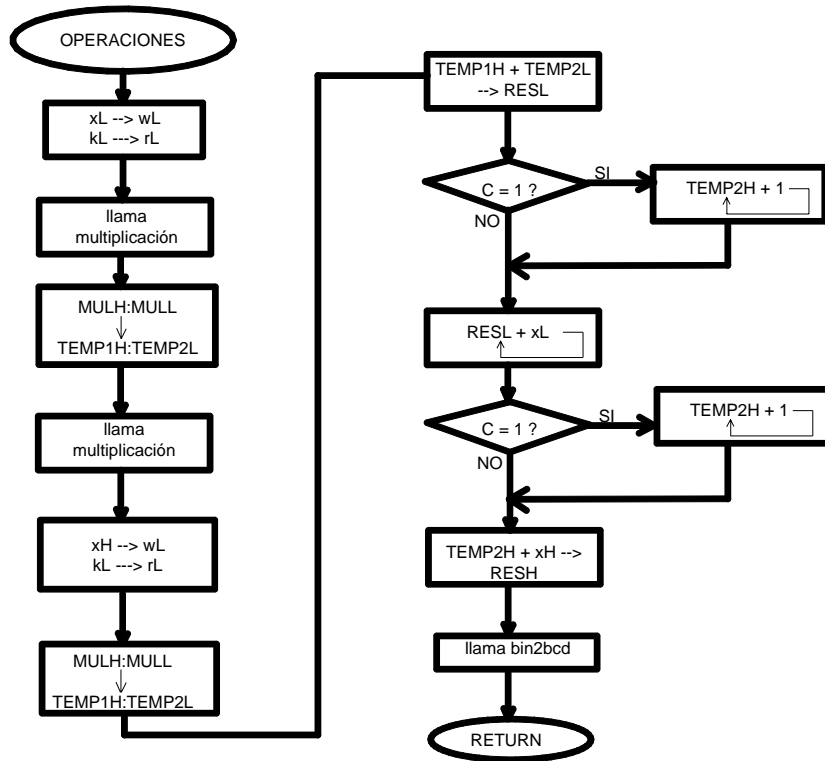 OPERACIONES
xL --> wL
kL ---> rL
llama
multiplicación
MULH:MULL
TEMP1H:TEMP2L
llama
multiplicación
xH --> wL
kL ---> rL
MULH:MULL
TEMP1H:TEMP2L
TEMP1H + TEMP2L
--> RESL
C = 1 ?
SI
NO
TEMP2H + 1
RESL + xL
C = 1 ?
SI
NO
TEMP2H + 1
TEMP2H + xH -->
RESH
llama bin2bcd
RETURN